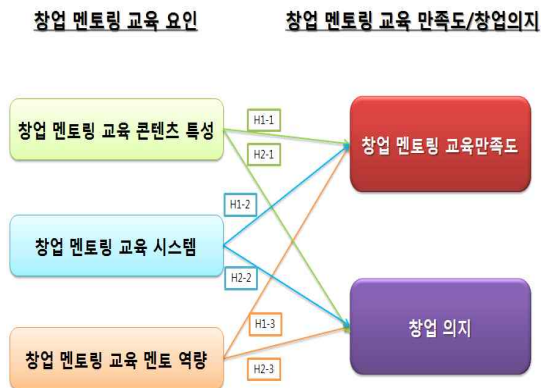 창업 멘토링 교육 요인
창업 멘토링 교육 만족도/창업의지
창업 멘토링 교육 콘텐츠 특성
H1-1
H2-1
창업 멘토링 교육만족도
H1-2
창업 멘토링 교육 시스템
H2-2
H1-3
창업 의지
창업 멘토링 교육 멘토 역량
H2-3